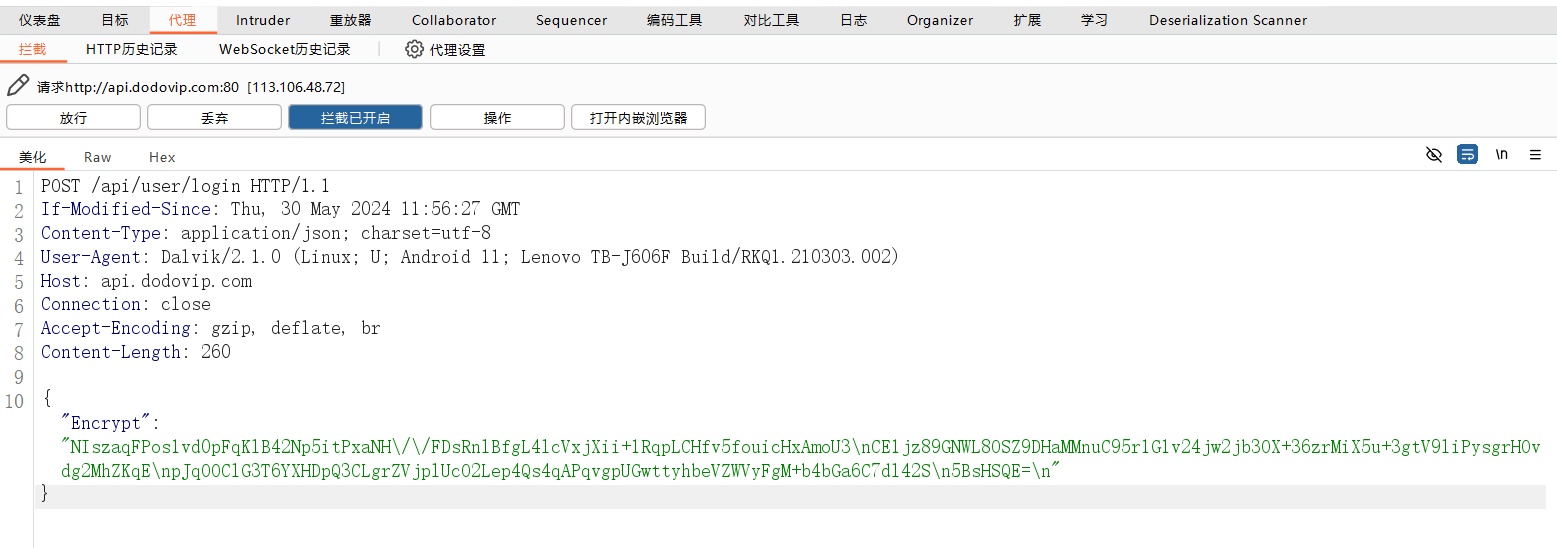 仪表盘 目标 代理 Intruder 重放器 Collaborator Sequencer 编码工具 对比工具 日志 Organizer 扩展 学习 Deserialization Scanner
拦截 HTTP历史记录 WebSocket历史记录 代理设置
请求http://api.dodovip.com:80 [113.106.48.72]
放行 丢弃 拦截已开启 操作 打开内嵌浏览器
美化 Raw Hex \n
1 POST /api/user/login HTTP/1.1
2 If-Modified-Since: Thu, 30 May 2024 11:56:27 GMT
3 Content-Type: application/json; charset=utf-8
4 User-Agent: Dalvik/2.1.0 (Linux; U; Android 11; Lenovo TB-J606F Build/RKQ1.210303.002)
5 Host: api.dodovip.com
6 Connection: close
7 Accept-Encoding: gzip, deflate, br
8 Content-Length: 260
9
10 {
"Encrypt":
"NIszaqFPos1vd0pFqKlB42Np5itPxaNH\/\/FDsRnlBfgL4lcVxjXii+1RqpLCHfv5fouicHxAmoU3\nCE1jz89GNWL80SZ9DHaMMnuC95rlGlv24jw2jb30X+36zrMiX5u+3gtV9liPysgrH0v
dg2MhZKqE\npJq00ClG3T6YXHDpQ3CLgrZVjplUc02Lep4Qs4qAPqvgpUGwttyhbeVZWVyFgM+b4bGa6C7dl42S\n5BsHSQE=\n"
}